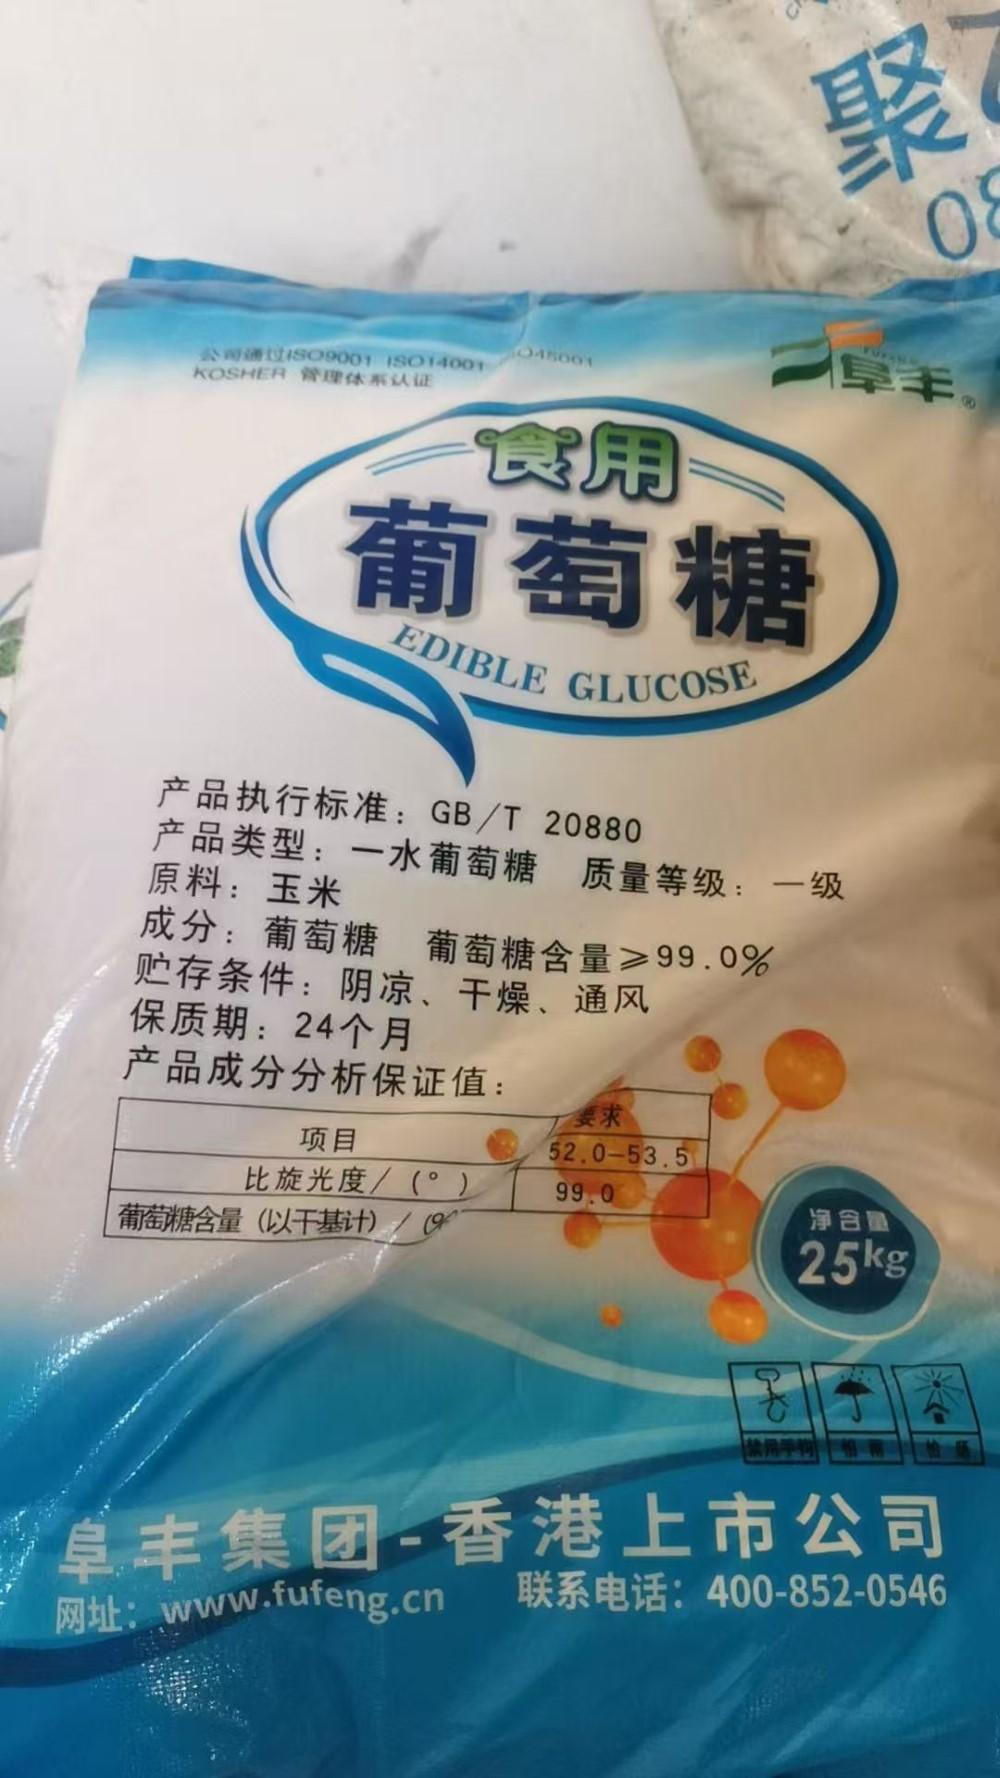 聚
公司通过ISO9001 ISO14001 ISO45001
KOSHER 管理体系认证
FUFENG
阜丰®
食用
葡萄糖
EDIBLE GLUCOSE
产品执行标准：GB/T 20880
产品类型：一水葡萄糖 质量等级：一级
原料：玉米
成分：葡萄糖 葡萄糖含量≥99.0%
贮存条件：阴凉、干燥、通风
保质期：24个月
产品成分分析保证值：
项目 要求
比旋光度/（°） 52.0-53.5
葡萄糖含量（以干基计）/（% 99.0
净含量
25kg
禁用手钩 怕雨 怕晒
阜丰集团-香港上市公司
网址：www.fufeng.cn 联系电话：400-852-0546